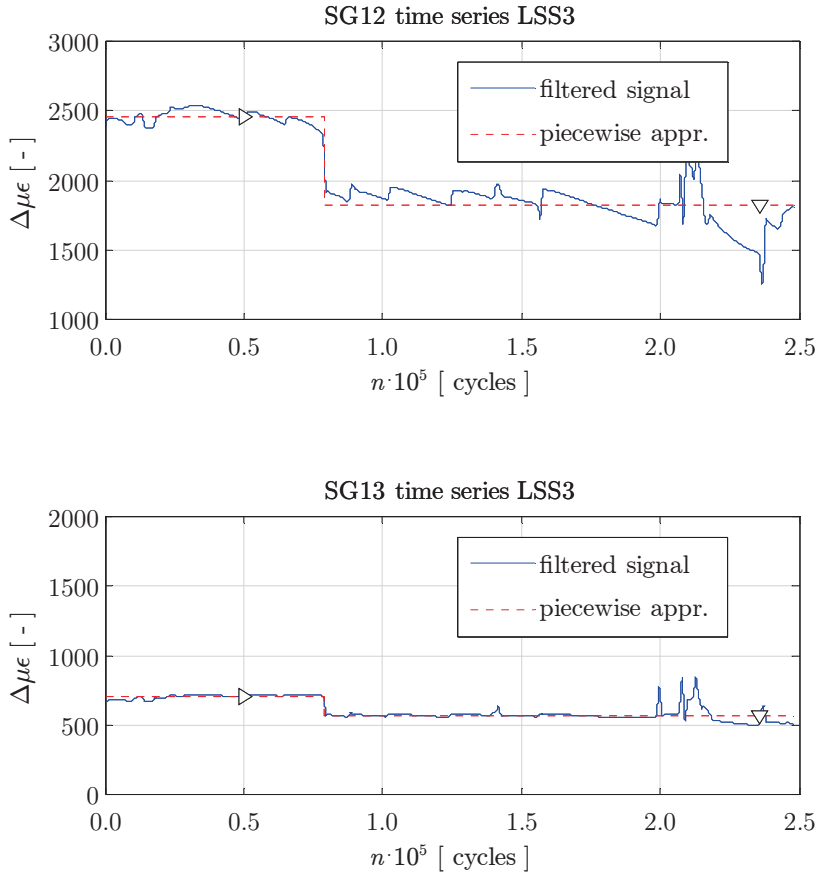 SG12 time series LSS3
3000
2500
2000
1500
1000
Δμϵ [ - ]
filtered signal
piecewise appr.
0.0 0.5 1.0 1.5 2.0 2.5
n·10⁵ [ cycles ]
SG13 time series LSS3
2000
1500
1000
500
0
Δμϵ [ - ]
filtered signal
piecewise appr.
0.0 0.5 1.0 1.5 2.0 2.5
n·10⁵ [ cycles ]